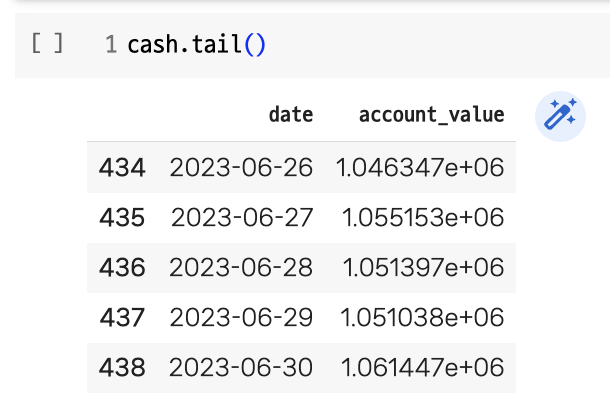 [ ] 1 cash.tail()
date account_value
434 2023-06-26 1.046347e+06
435 2023-06-27 1.055153e+06
436 2023-06-28 1.051397e+06
437 2023-06-29 1.051038e+06
438 2023-06-30 1.061447e+06